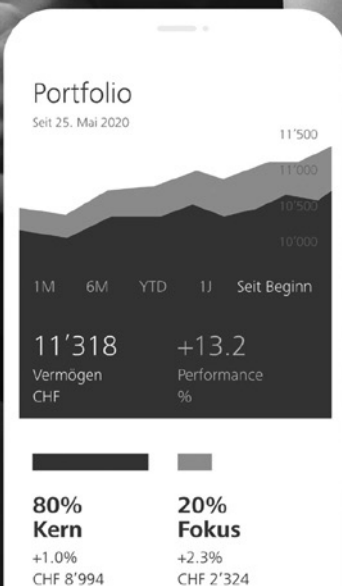 Portfolio
Seit 25. Mai 2020
11'500
11'000
10'500
10'000
1M 6M YTD 1J Seit Beginn
11'318 +13.2
Vermögen Performance
CHF %
80% 20%
Kern Fokus
+1.0% +2.3%
CHF 8'994 CHF 2'324